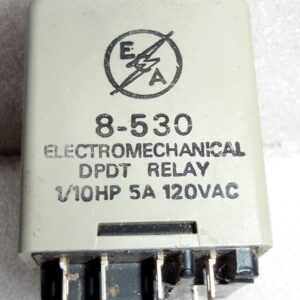 E A
8-530
ELECTROMECHANICAL
DPDT RELAY
1/10HP 5A 120VAC